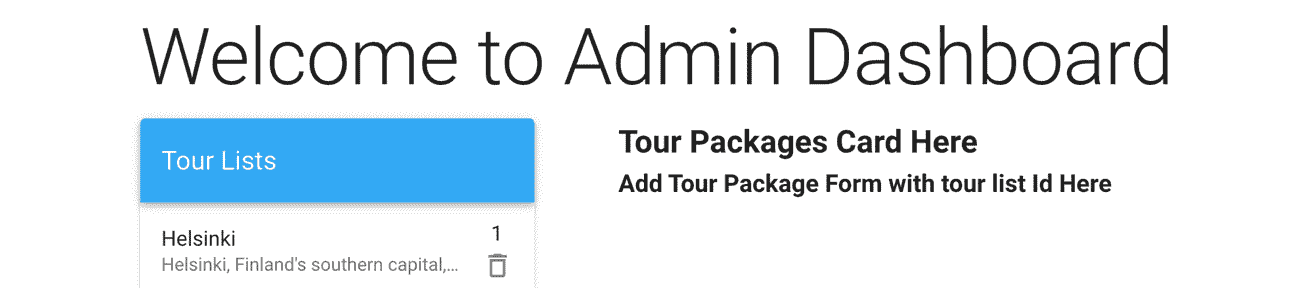 Welcome to Admin Dashboard
Tour Lists
Helsinki
1
Helsinki, Finland's southern capital,...
Tour Packages Card Here
Add Tour Package Form with tour list Id Here